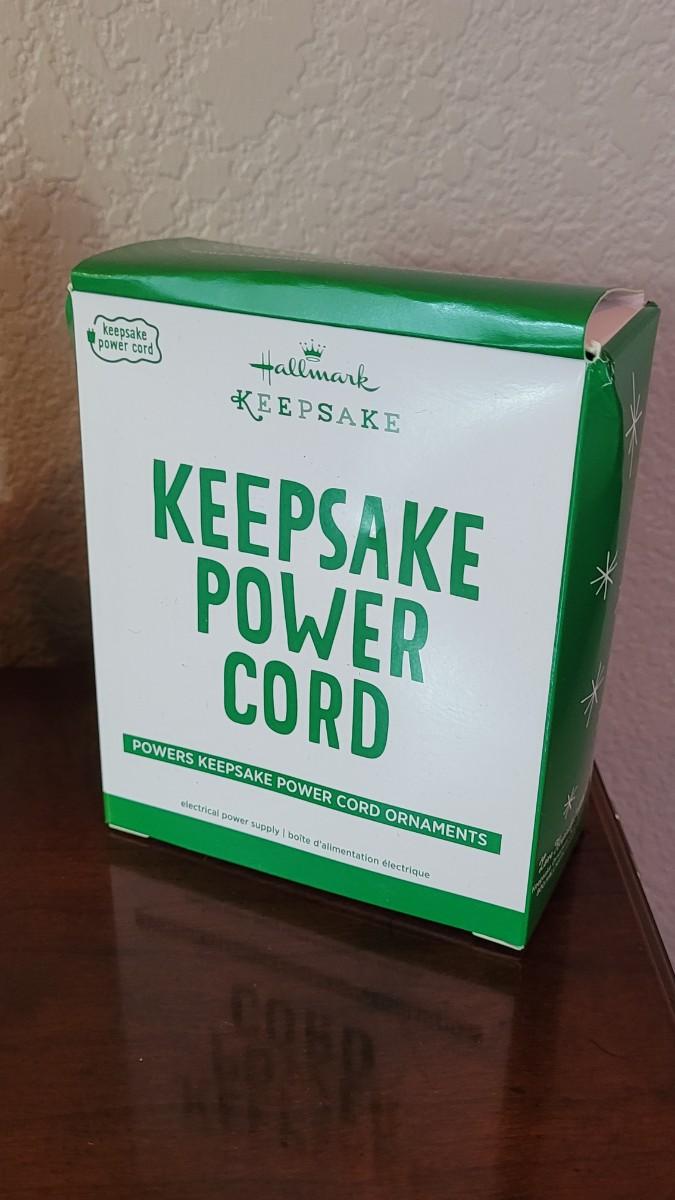 keepsake
power cord
Hallmark
KEEPSAKE
KEEPSAKE
POWER
CORD
POWERS KEEPSAKE POWER CORD ORNAMENTS
electrical power supply | boîte d'alimentation électrique